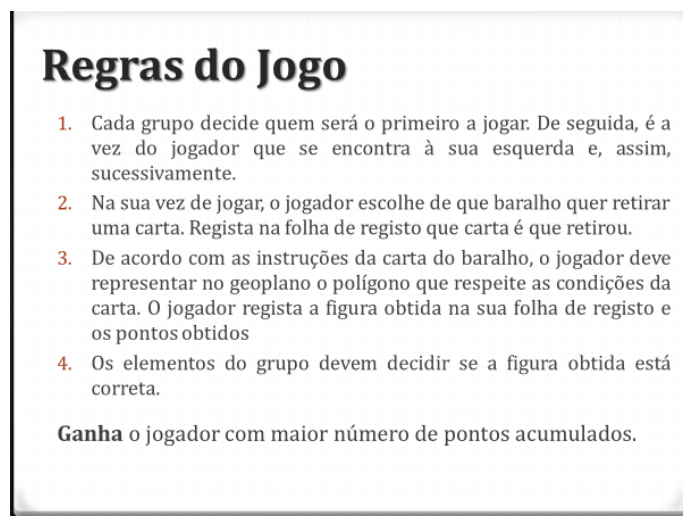 Regras do Jogo
1. Cada grupo decide quem será o primeiro a jogar. De seguida, é a
vez do jogador que se encontra à sua esquerda e, assim,
sucessivamente.
2. Na sua vez de jogar, o jogador escolhe de que baralho quer retirar
uma carta. Regista na folha de registo que carta é que retirou.
3. De acordo com as instruções da carta do baralho, o jogador deve
representar no geoplano o polígono que respeite as condições da
carta. O jogador regista a figura obtida na sua folha de registo e
os pontos obtidos
4. Os elementos do grupo devem decidir se a figura obtida está
correta.
Ganha o jogador com maior número de pontos acumulados.